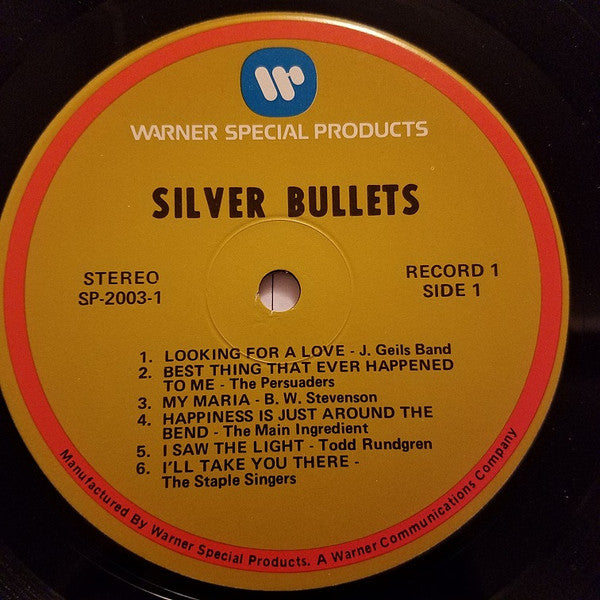 W
WARNER SPECIAL PRODUCTS
SILVER BULLETS
STEREO
SP-2003-1
RECORD 1
SIDE 1
1. LOOKING FOR A LOVE - J. Geils Band
2. BEST THING THAT EVER HAPPENED
TO ME - The Persuaders
3. MY MARIA - B. W. Stevenson
4. HAPPINESS IS JUST AROUND THE
BEND - The Main Ingredient
5. I SAW THE LIGHT - Todd Rundgren
6. I'LL TAKE YOU THERE -
The Staple Singers
Manufactured By Warner Special Products. A Warner Communications Company